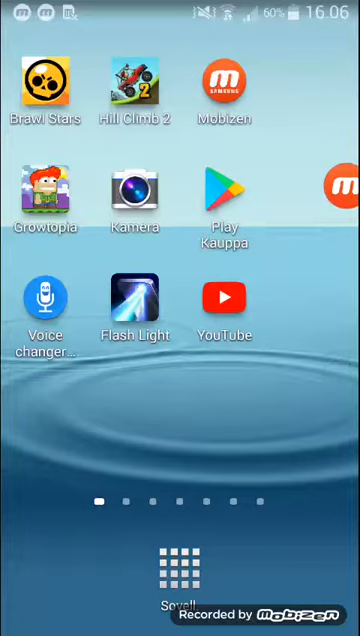 60% 16.06
Brawl Stars Hill Climb 2 Mobizen
SAMSUNG
2
Growtopia Kamera Play
Kauppa
Voice Flash Light YouTube
changer...
Recorded by Mobizen